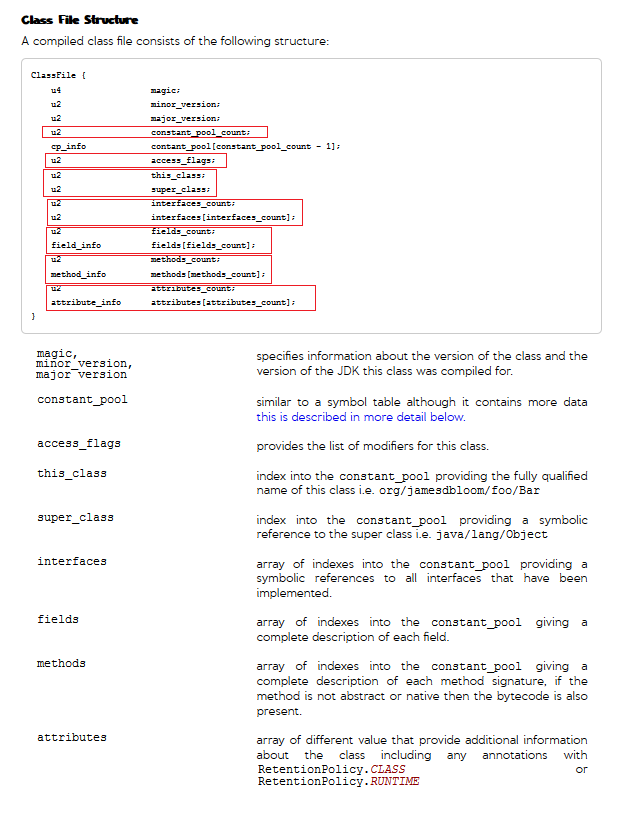 Class File Structure
A compiled class file consists of the following structure:
ClassFile {
u4 magic;
u2 minor_version;
u2 major_version;
u2 constant_pool_count;
cp_info contant_pool[constant_pool_count - 1];
u2 access_flags;
u2 this_class;
u2 super_class;
u2 interfaces_count;
u2 interfaces[interfaces_count];
u2 fields_count;
field_info fields[fields_count];
u2 methods_count;
method_info methods[methods_count];
u2 attributes_count;
attribute_info attributes[attributes_count];
}
magic,
minor_version,
major_version
specifies information about the version of the class and the
version of the JDK this class was compiled for.
constant_pool
similar to a symbol table although it contains more data
this is described in more detail below.
access_flags
provides the list of modifiers for this class.
this_class
index into the constant_pool providing the fully qualified
name of this class i.e. org/jamesdbloom/foo/Bar
super_class
index into the constant_pool providing a symbolic
reference to the super class i.e. java/lang/Object
interfaces
array of indexes into the constant_pool providing a
symbolic references to all interfaces that have been
implemented.
fields
array of indexes into the constant_pool giving a
complete description of each field.
methods
array of indexes into the constant_pool giving a
complete description of each method signature, if the
method is not abstract or native then the bytecode is also
present.
attributes
array of different value that provide additional information
about the class including any annotations with
RetentionPolicy.CLASS or
RetentionPolicy.RUNTIME